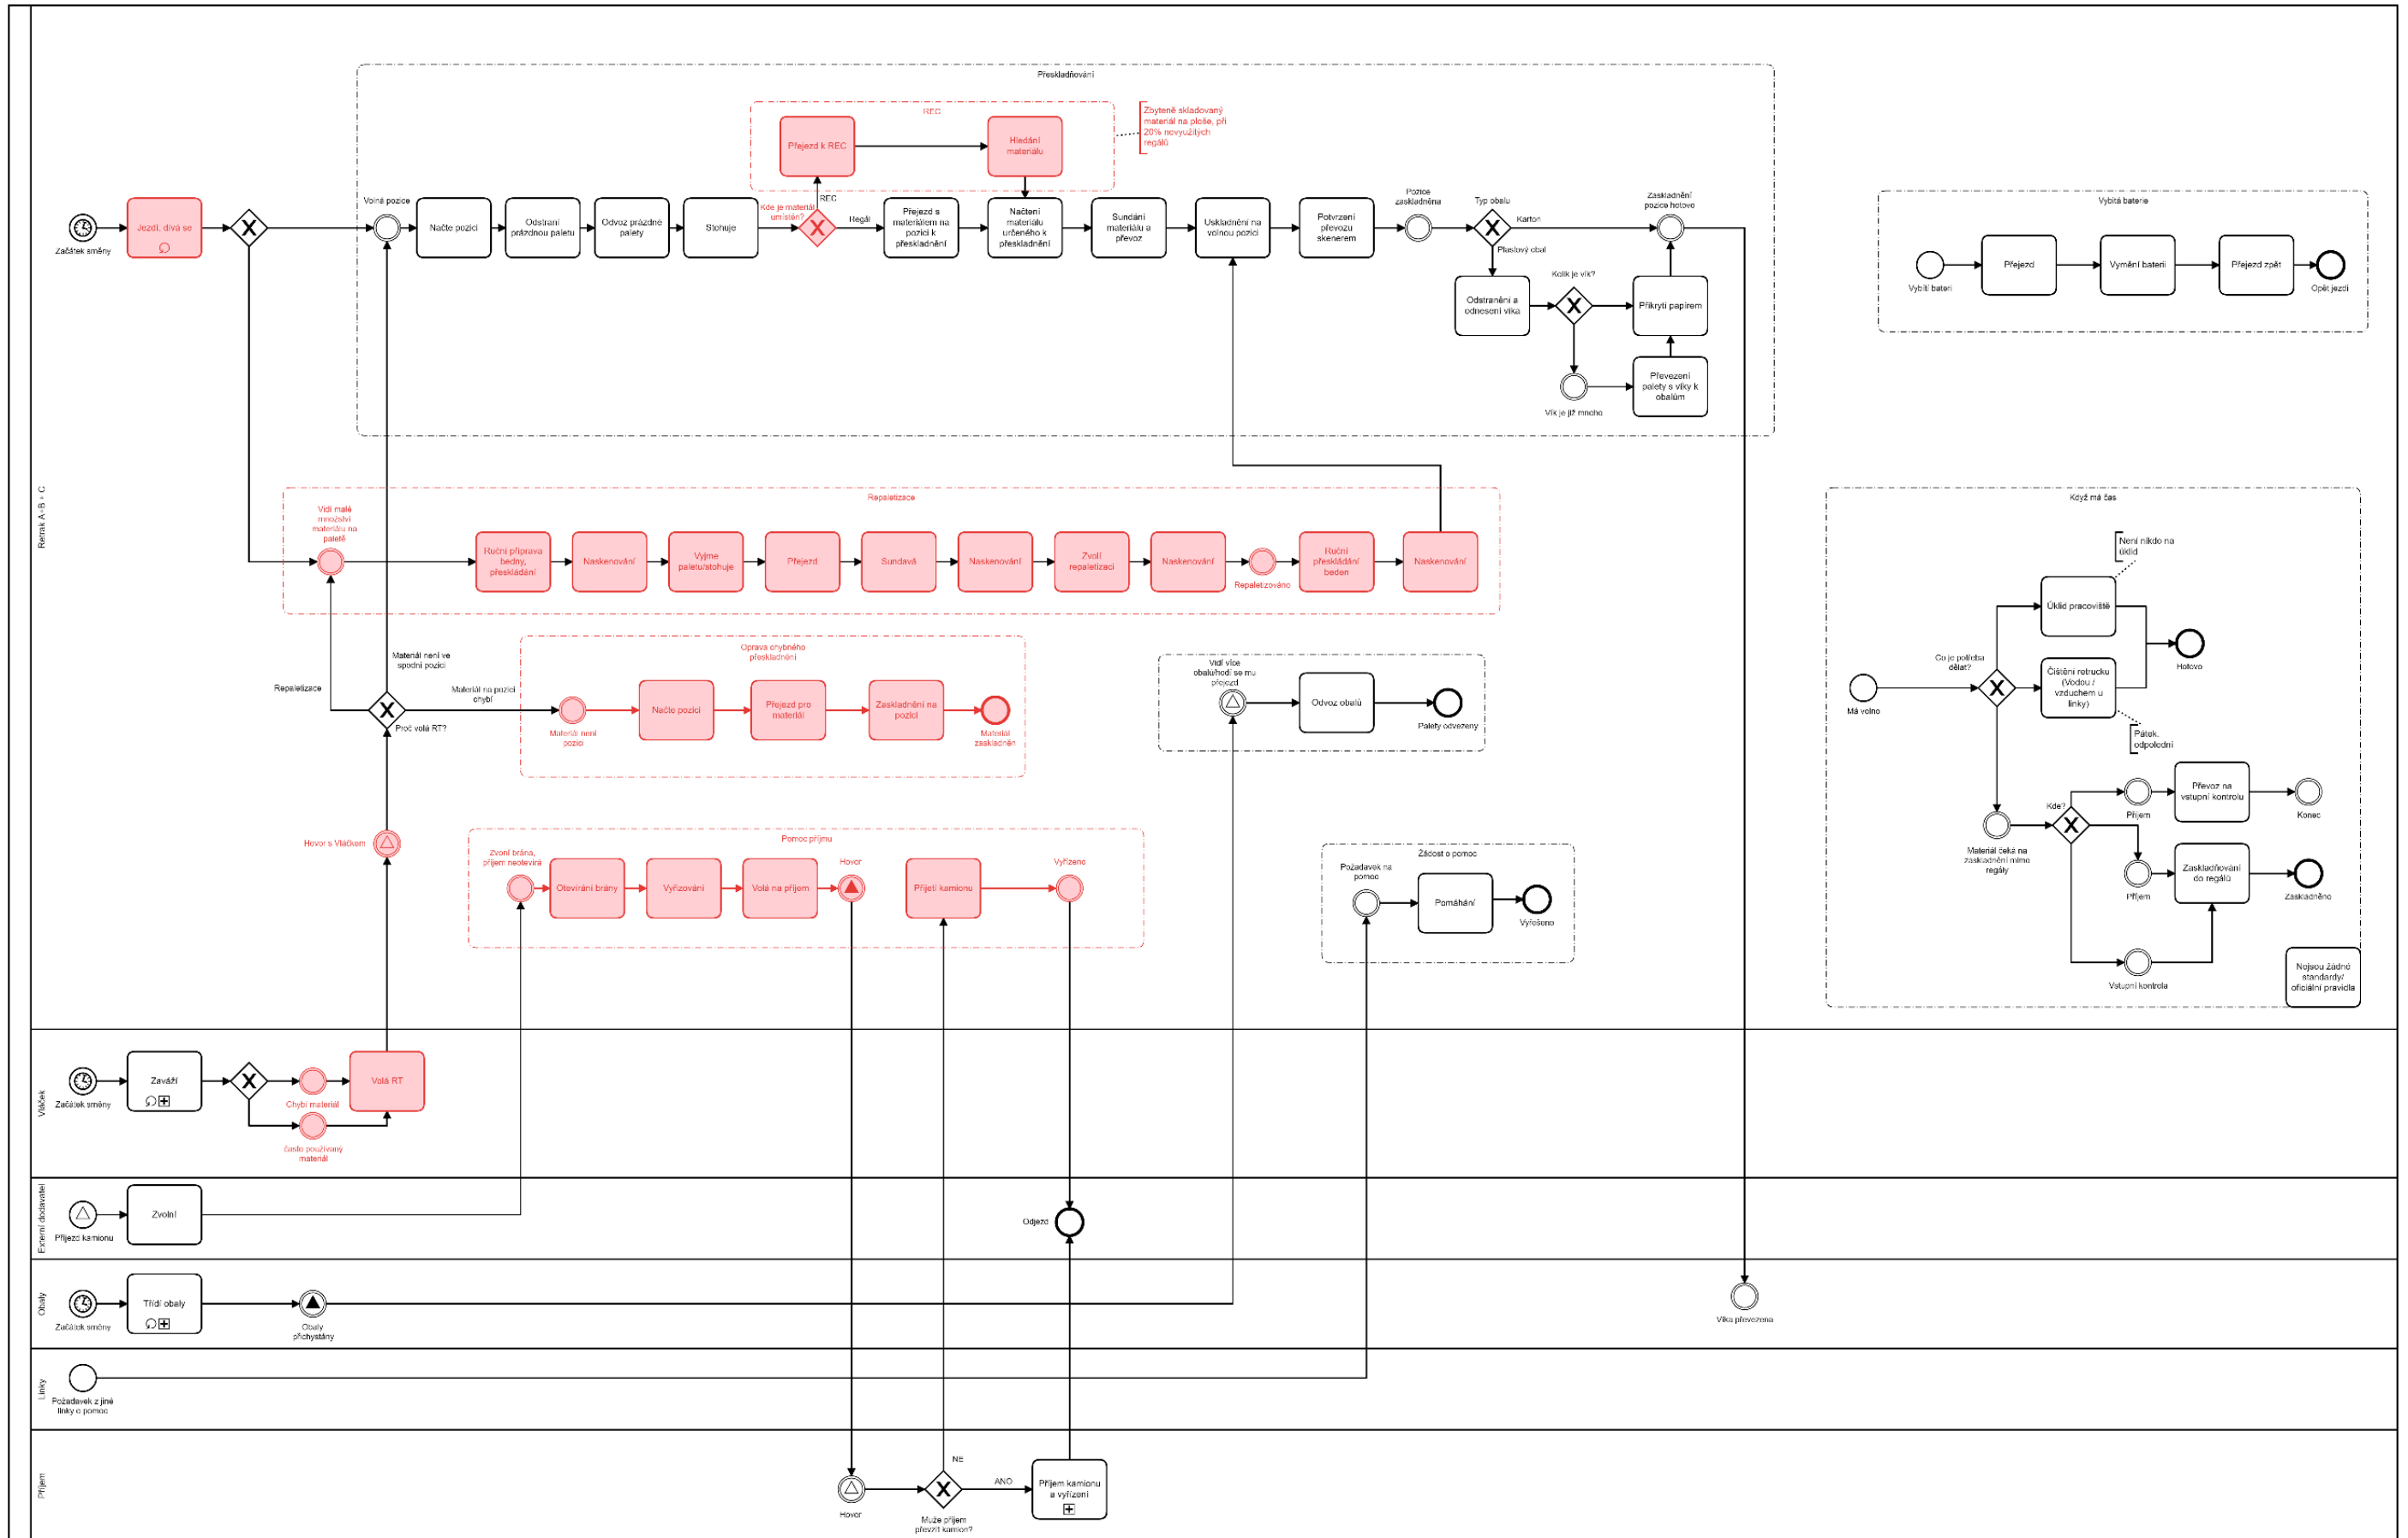 Přeskladňování
REC
Zbyteně skladovaný
materiál na ploše, při
20% nevyužitých
regálů
Přejezd k REC
Hledání
materiálu
REC
Kde je materiál
umístěn?
Regál
Začátek směny
Jezdí, dívá se
Volná pozice
Načte pozici
Odstraní
prázdnou paletu
Odvoz prázdné
palety
Stohuje
Přejezd s
materiálem na
pozici k
přeskladnění
Načtení
materiálu
určeného k
přeskladnění
Sundání
materiálu a
převoz
Uskladnění na
volnou pozici
Potvrzení
převozu
skenerem
Pozice
zaskladněna
Typ obalu
Karton
Plastový obal
Zaskladnění
pozice hotovo
Odstranění a
odnesení víka
Kolik je vík?
Přikrytí papírem
Vík je již mnoho
Převezení
palety s víky k
obalům
Vybitá baterie
Vybití baterí
Přejezd
Vymění baterii
Přejezd zpět
Opět jezdí
Retrak A - B + C
Repaletizace
Vidí malé
množství
materiálu na
paletě
Ruční příprava
bedny,
přeskládání
Naskenování
Vyjme
paletu/stohuje
Přejezd
Sundavá
Naskenování
Zvolí
repaletizaci
Naskenování
Repaletizováno
Ruční
přeskládání
beden
Naskenování
Když má čas
Není nikdo na
úklid
Úklid pracoviště
Co je potřeba
dělat?
Má volno
Čištění retrucku
(Vodou /
vzduchem u
linky)
Hotovo
Pátek,
odpolední
Kde?
Příjem
Převoz na
vstupní kontrolu
Konec
Materiál čeká na
zaskladnění mimo
regály
Příjem
Zaskladňování
do regálů
Zaskladněno
Vstupní kontrola
Nejsou žádné
standardy/
oficiální pravidla
Materiál není ve
spodní pozici
Repaletizace
Materiál na pozici
chybí
Proč volá RT?
Oprava chybného
přeskladnění
Materiál není
pozici
Načte pozici
Přejezd pro
materiál
Zaskladnění na
pozici
Materiál
zaskladněn
Vidí více
obalů/hodí se mu
přejezd
Odvoz obalů
Palety odvezeny
Hovor s Vláčkem
Pomoc příjmu
Zvoní brána,
příjem neotevírá
Otevírání brány
Vyřizování
Volá na příjem
Hovor
Přijetí kamionu
Vyřízeno
Žádost o pomoc
Požadavek na
pomoc
Pomáhání
Vyřešeno
Vláček
Začátek směny
Zaváží
Chybí materiál
často používaný
materiál
Volá RT
Externí dodavatel
Příjezd kamionu
Zvolní
Odjezd
Obaly
Začátek směny
Třídí obaly
Obaly
přichystány
Víka převezena
Linky
Požadavek z jiné
linky o pomoc
Příjem
Hovor
NE
ANO
Muže příjem
převzít kamion?
Příjem kamionu
a vyřízení